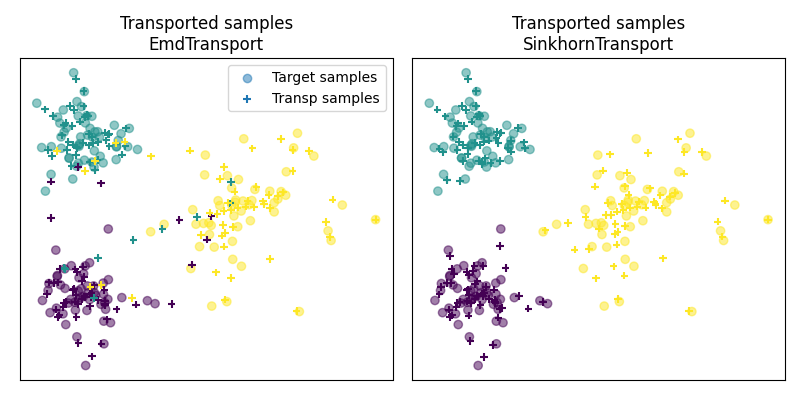 Transported samples
EmdTransport
Target samples
Transp samples
Transported samples
SinkhornTransport